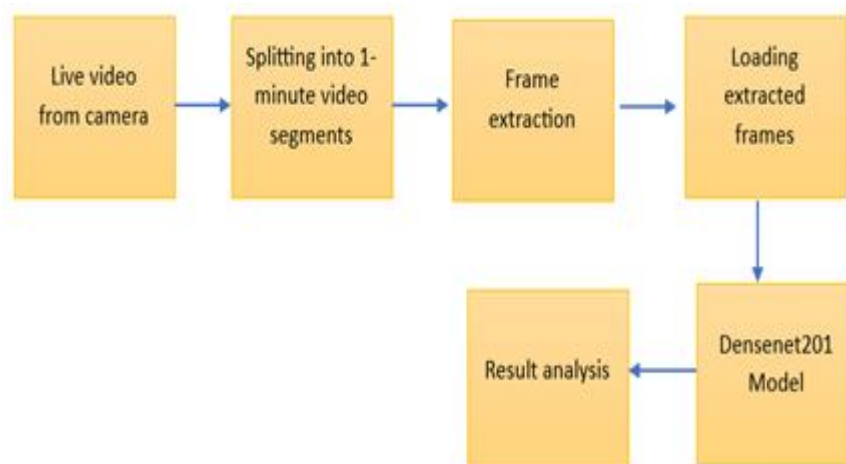 Live video
from camera
Splitting into 1-
minute video
segments
Frame
extraction
Loading
extracted
frames
Densenet201
Model
Result analysis